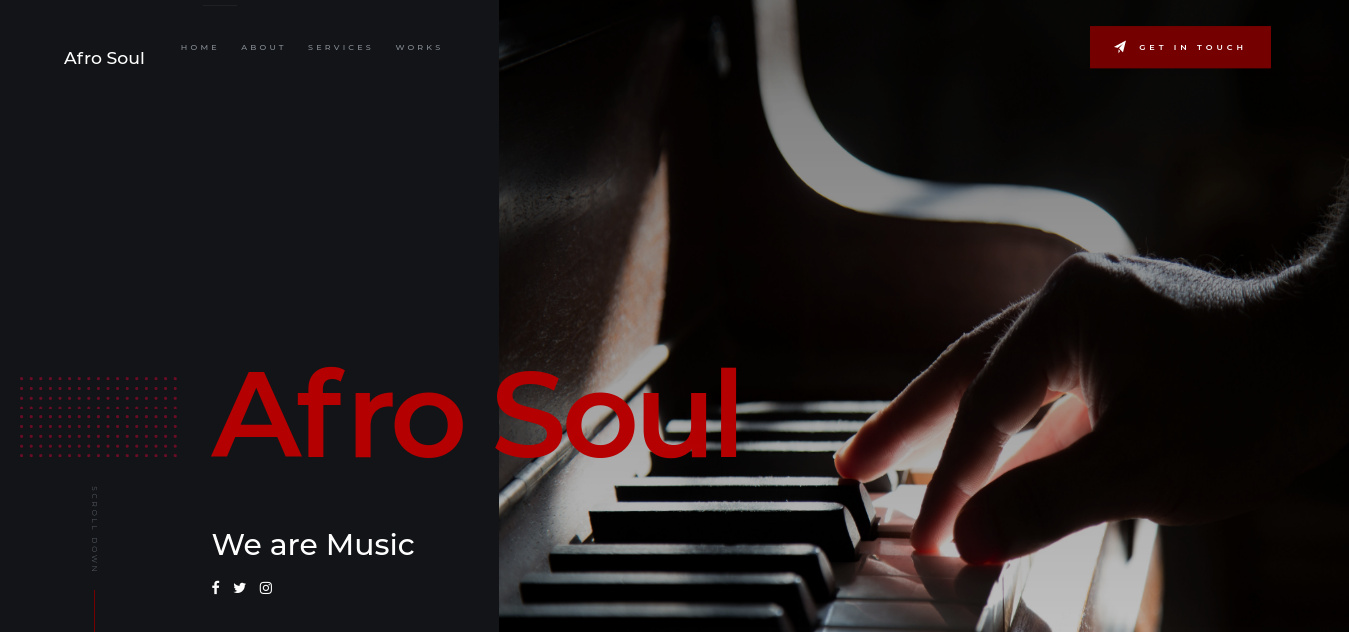 Afro Soul
HOME ABOUT SERVICES WORKS
GET IN TOUCH
Afro Soul
SCROLL DOWN
We are Music